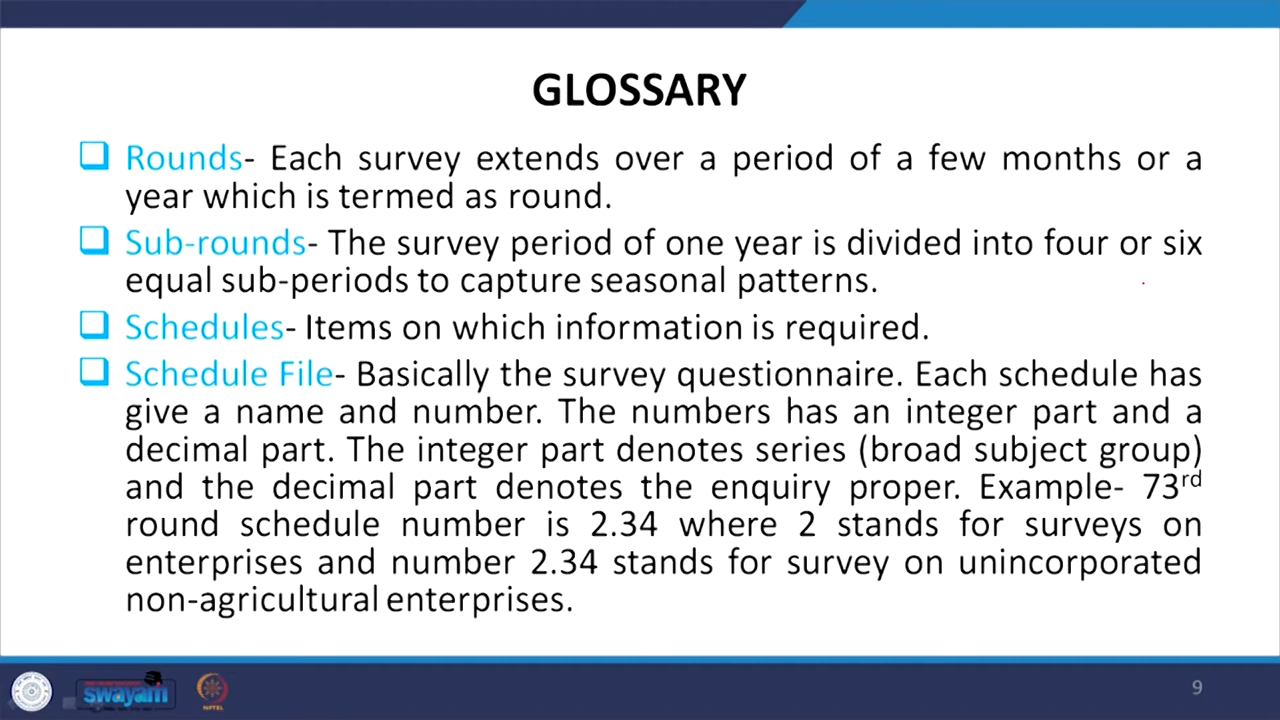 GLOSSARY
Rounds- Each survey extends over a period of a few months or a
year which is termed as round.
Sub-rounds- The survey period of one year is divided into four or six
equal sub-periods to capture seasonal patterns.
Schedules- Items on which information is required.
Schedule File- Basically the survey questionnaire. Each schedule has
give a name and number. The numbers has an integer part and a
decimal part. The integer part denotes series (broad subject group)
and the decimal part denotes the enquiry proper. Example- 73rd
round schedule number is 2.34 where 2 stands for surveys on
enterprises and number 2.34 stands for survey on unincorporated
non-agricultural enterprises.
swayam
NPTEL
9